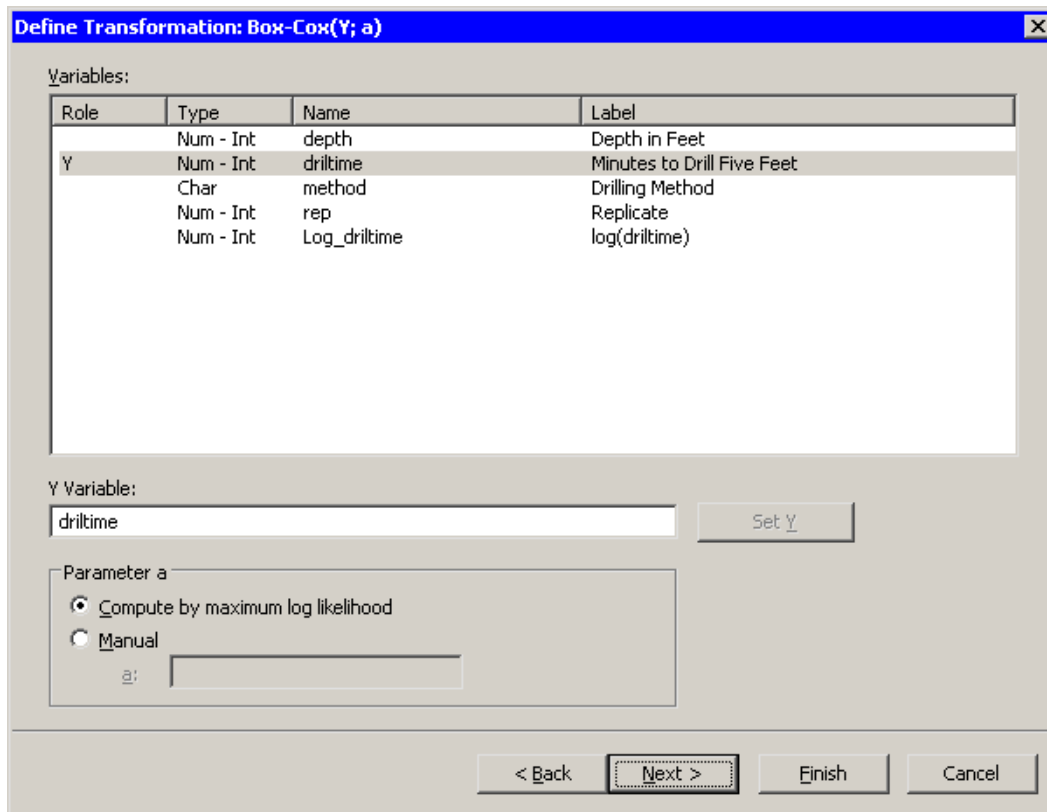 Define Transformation: Box-Cox(Y; a)
Variables:
Role Type Name Label
Num - Int depth Depth in Feet
Y Num - Int driltime Minutes to Drill Five Feet
Char method Drilling Method
Num - Int rep Replicate
Num - Int Log_driltime log(driltime)
Y Variable:
driltime Set Y
Parameter a
Compute by maximum log likelihood
Manual
a:
< Back Next > Finish Cancel